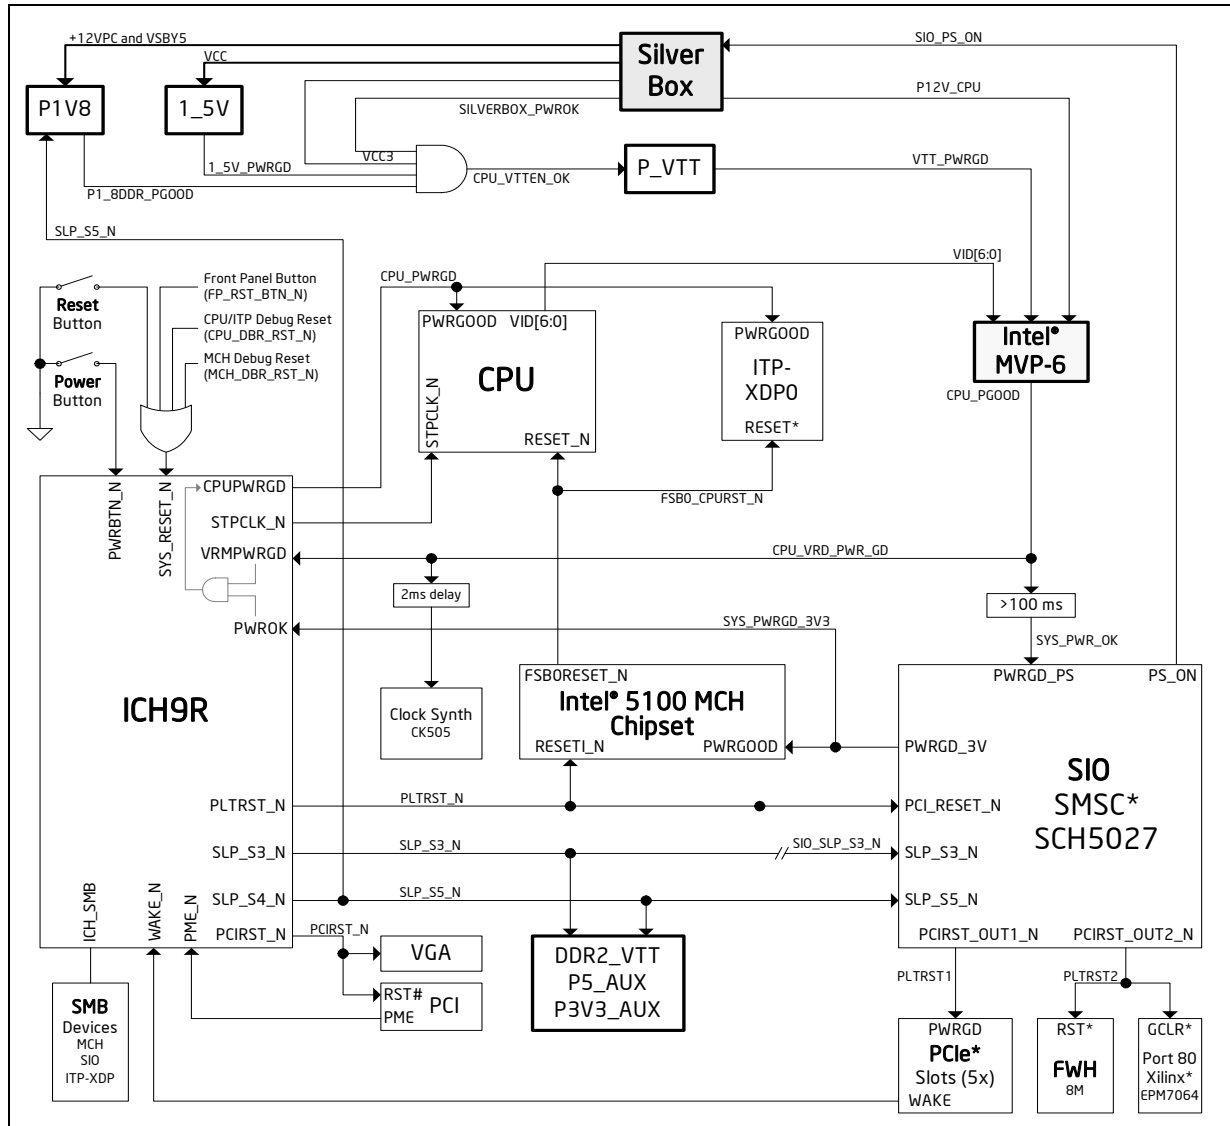 +12VPC and VSBY5
VCC
Silver
Box
SIO_PS_ON
P12V_CPU
SILVERBOX_PWROK
P1V8
1_5V
VCC3
1_5V_PWRGD
P1_8DDR_PGOOD
CPU_VTTEN_OK
P_VTT
VTT_PWRGD
SLP_S5_N
VID[6:0]
Reset
Button
Power
Button
Front Panel Button
(FP_RST_BTN_N)
CPU/ITP Debug Reset
(CPU_DBR_RST_N)
MCH Debug Reset
(MCH_DBR_RST_N)
CPU_PWRGD
PWRGOOD
VID[6:0]
CPU
STPCLK_N
RESET_N
PWRGOOD
ITP-
XDP0
RESET*
Intel®
MVP-6
CPU_PGOOD
FSB0_CPURST_N
PWRBTN_N
SYS_RESET_N
CPUPWRGD
STPCLK_N
VRMPWRGD
PWROK
ICH9R
CPU_VRD_PWR_GD
2ms delay
>100 ms
SYS_PWRGD_3V3
SYS_PWR_OK
Clock Synth
CK505
FSB0RESET_N
Intel® 5100 MCH
Chipset
RESETI_N
PWRGOOD
PWRGD_PS
PS_ON
PWRGD_3V
SIO
SMSC*
SCH5027
PLTRST_N
PLTRST_N
PCI_RESET_N
SLP_S3_N
SLP_S3_N
SIO_SLP_S3_N
SLP_S3_N
SLP_S4_N
SLP_S5_N
SLP_S5_N
ICH_SMB
WAKE_N
PME_N
PCIRST_N
PCIRST_N
PCIRST_OUT1_N
PCIRST_OUT2_N
VGA
RST#
PCI
PME
DDR2_VTT
P5_AUX
P3V3_AUX
PLTRST1
PLTRST2
SMB
Devices
MCH
SIO
ITP-XDP
PWRGD
PCIe*
Slots (5x)
WAKE
RST*
FWH
8M
GCLR*
Port 80
Xilinx*
EPM7064